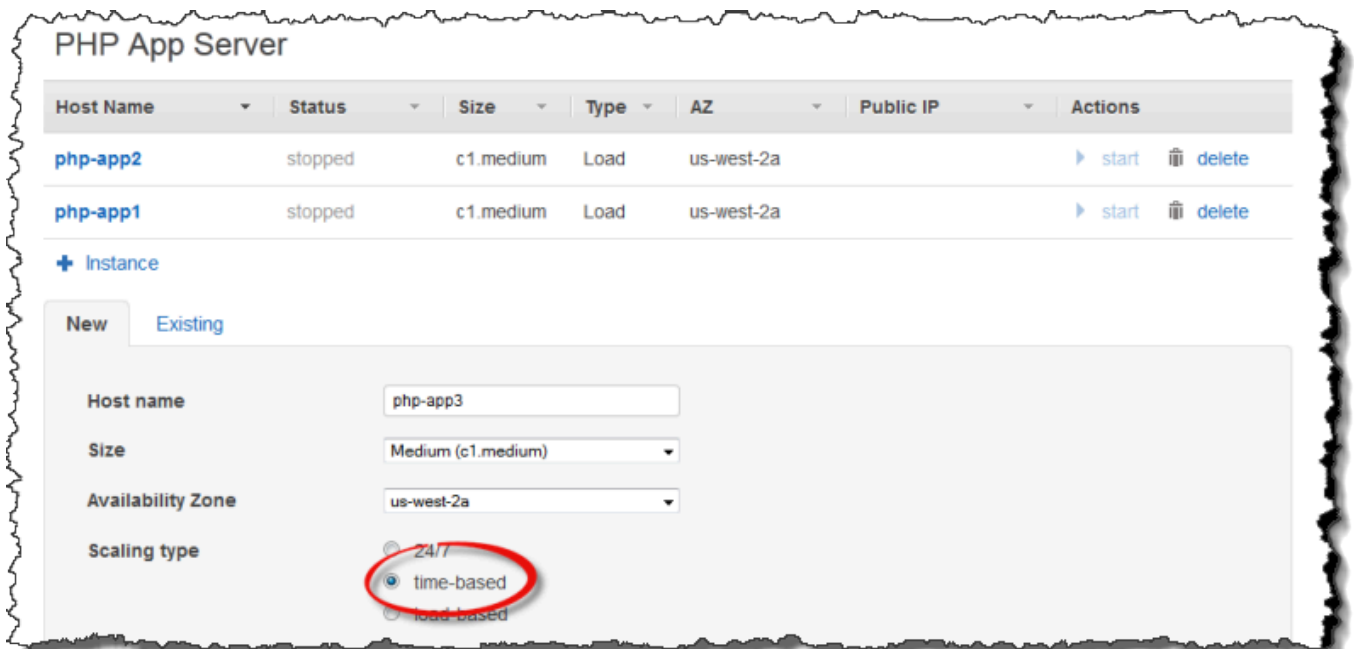 PHP App Server
Host Name Status Size Type AZ Public IP Actions
php-app2 stopped c1.medium Load us-west-2a start delete
php-app1 stopped c1.medium Load us-west-2a start delete
Instance
New Existing
Host name php-app3
Size Medium (c1.medium)
Availability Zone us-west-2a
Scaling type 24/7
time-based
load-based